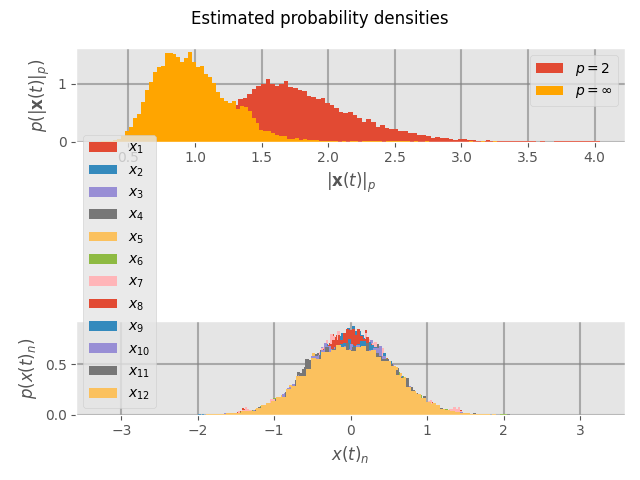 Estimated probability densities
p(|x(t)|ₚ)
1
0
p = 2
p = ∞
0.5 1.0 1.5 2.0 2.5 3.0 3.5 4.0
|x(t)|ₚ
x₁
x₂
x₃
x₄
x₅
x₆
x₇
x₈
x₉
x₁₀
x₁₁
x₁₂
p(x(t)ₙ)
0.5
0.0
−3 −2 −1 0 1 2 3
x(t)ₙ